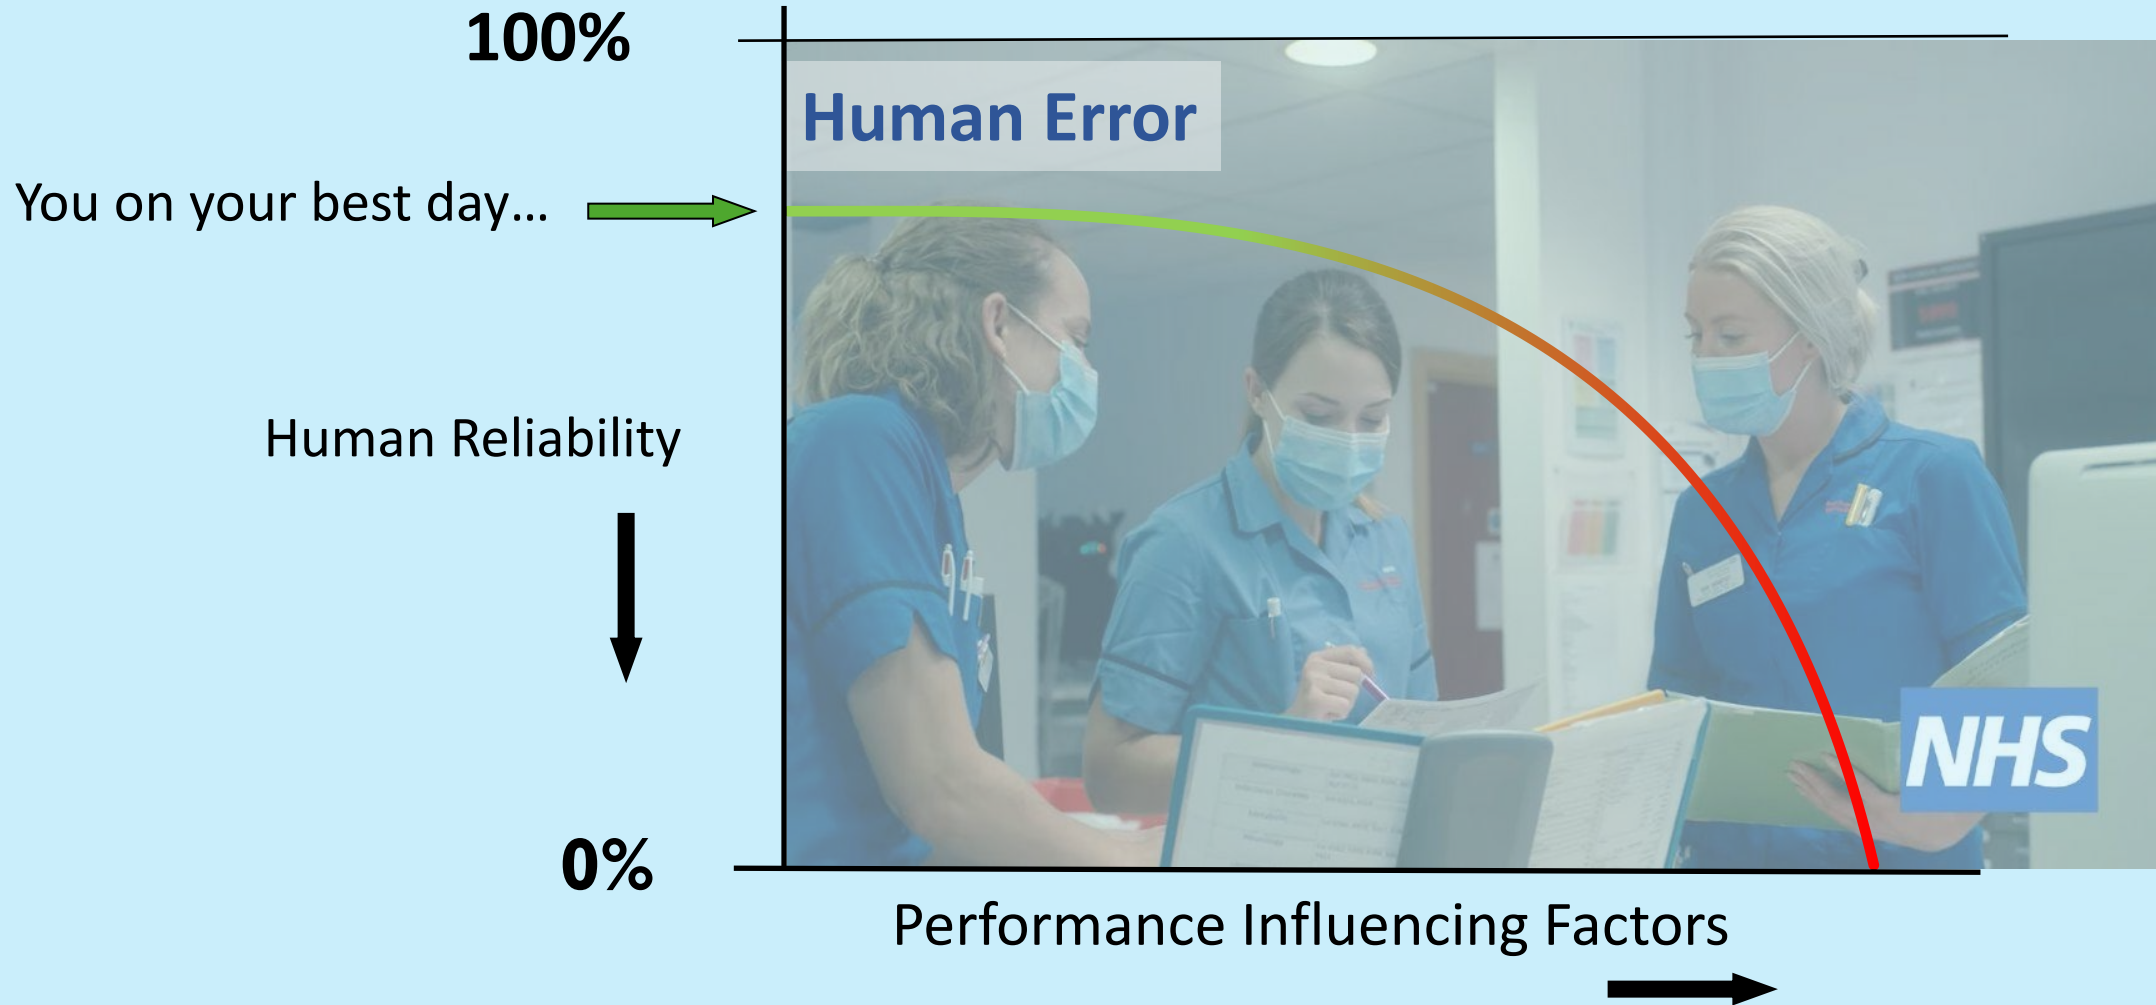 100%
Human Error
You on your best day...
Human Reliability
0%
NHS
Performance Influencing Factors